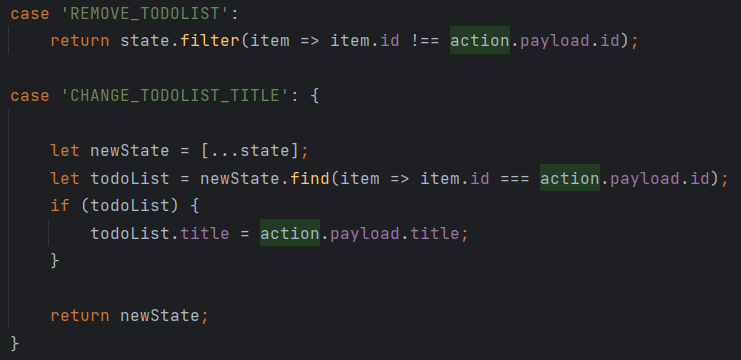 case 'REMOVE_TODOLIST':
    return state.filter(item => item.id !== action.payload.id);
case 'CHANGE_TODOLIST_TITLE': {
    let newState = [...state];
    let todoList = newState.find(item => item.id === action.payload.id);
    if (todoList) {
        todoList.title = action.payload.title;
    }
    return newState;
}